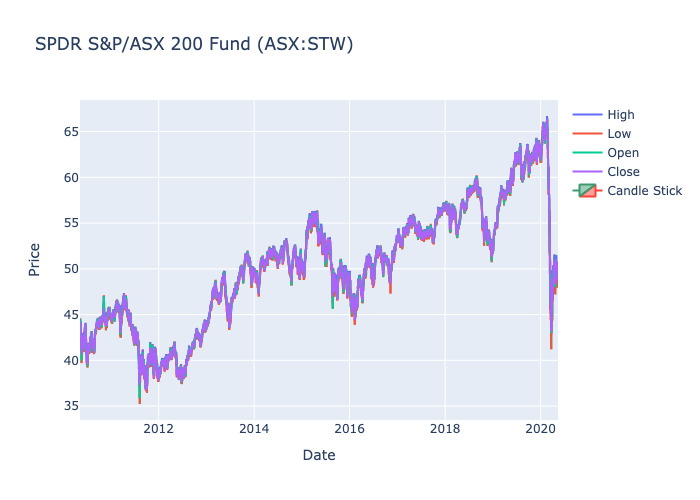 SPDR S&P/ASX 200 Fund (ASX:STW)
High
Low
Open
Close
Candle Stick
65
60
55
50
45
40
35
Price
2012
2014
2016
2018
2020
Date